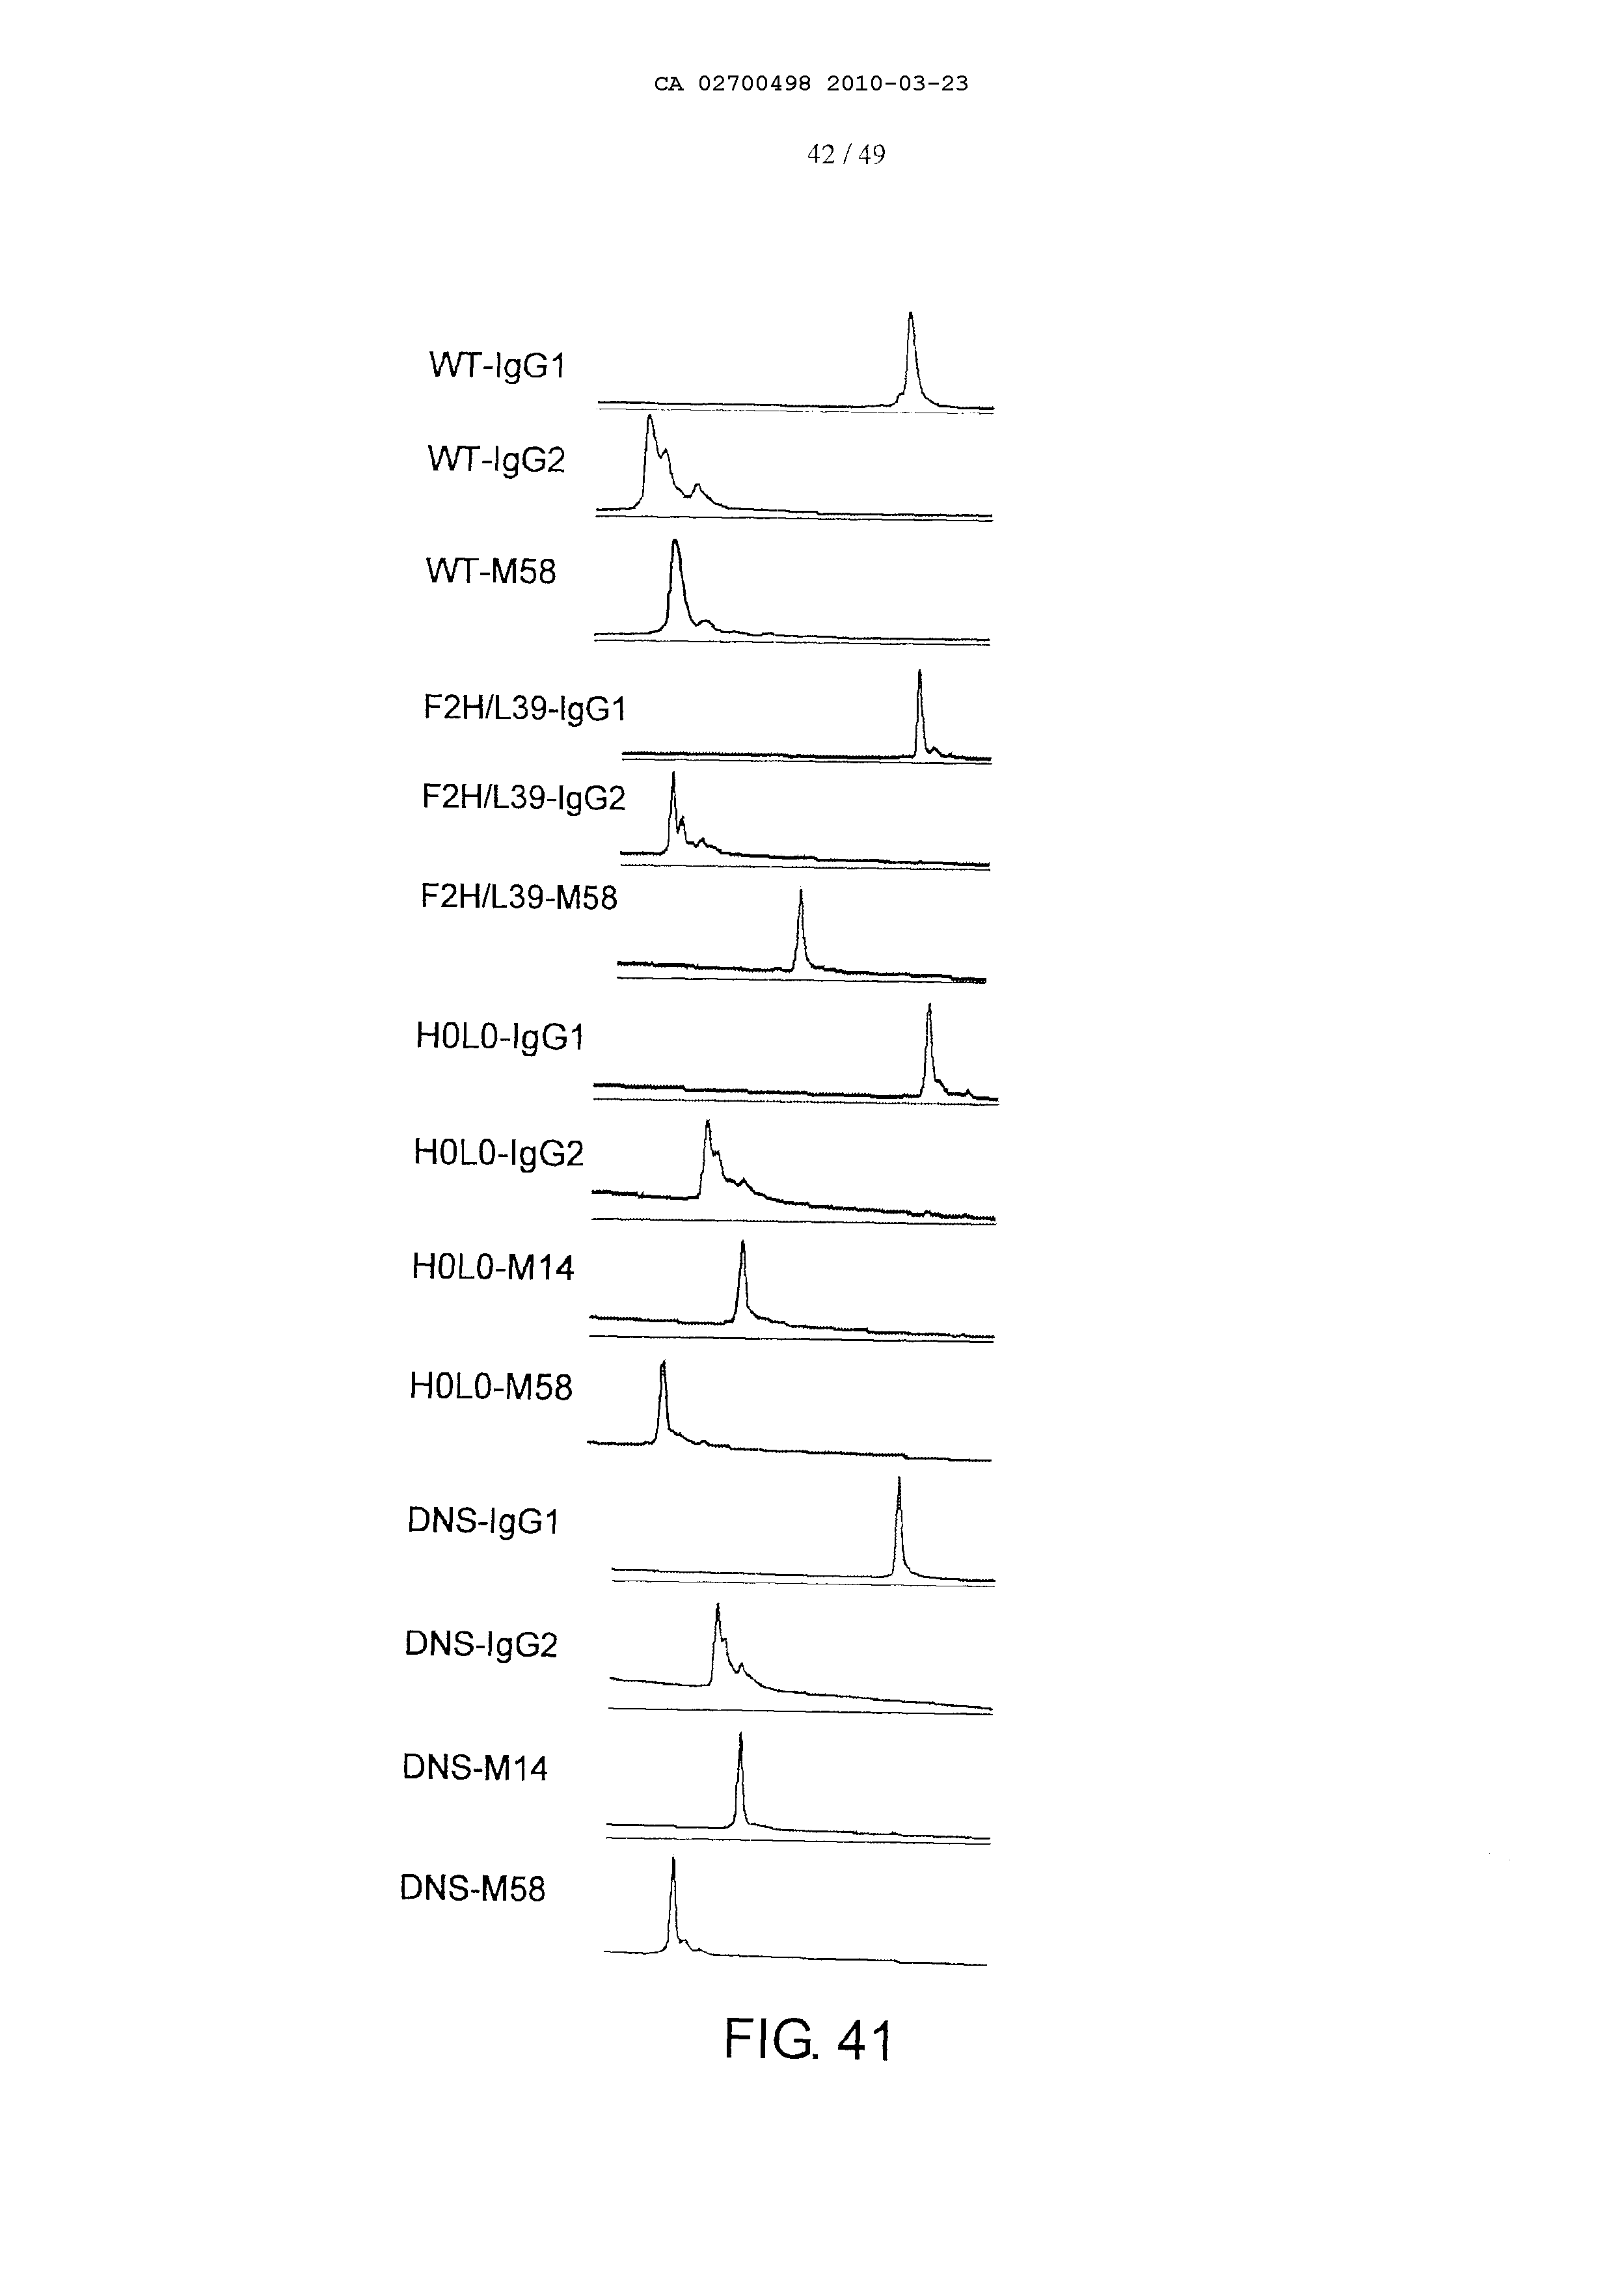 CA 02700498 2010-03-23
42 / 49
WT-IgG1
WT-IgG2
WT-M58
F2H/L39-IgG1
F2H/L39-IgG2
F2H/L39-M58
H0L0-IgG1
H0L0-IgG2
H0L0-M14
H0L0-M58
DNS-IgG1
DNS-IgG2
DNS-M14
DNS-M58
FIG. 41